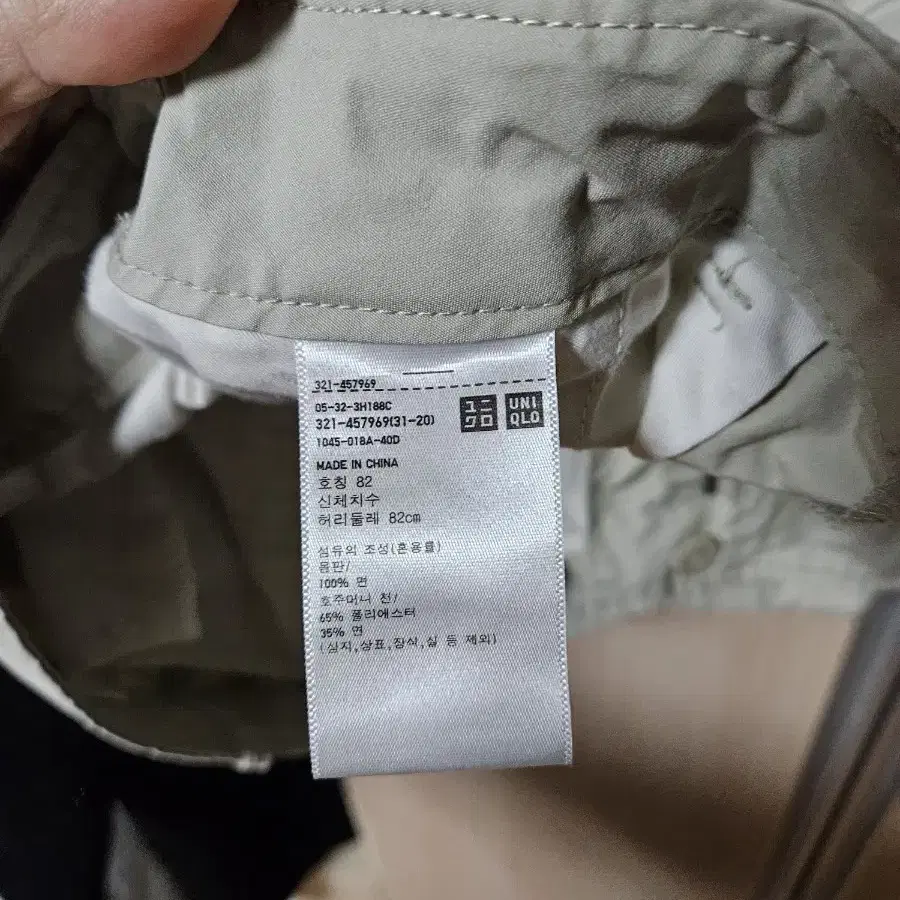 321-457969
05-32-3H188C
321-457969(31-20)
1045-018A-40D
ユニ
クロ
UNI
QLO
MADE IN CHINA
호칭 82
신체치수
허리둘레 82cm
섬유의 조성(혼용률)
몸판/
100% 면
호주머니 천/
65% 폴리에스터
35% 면
(심지,상표,장식,실 등 제외)